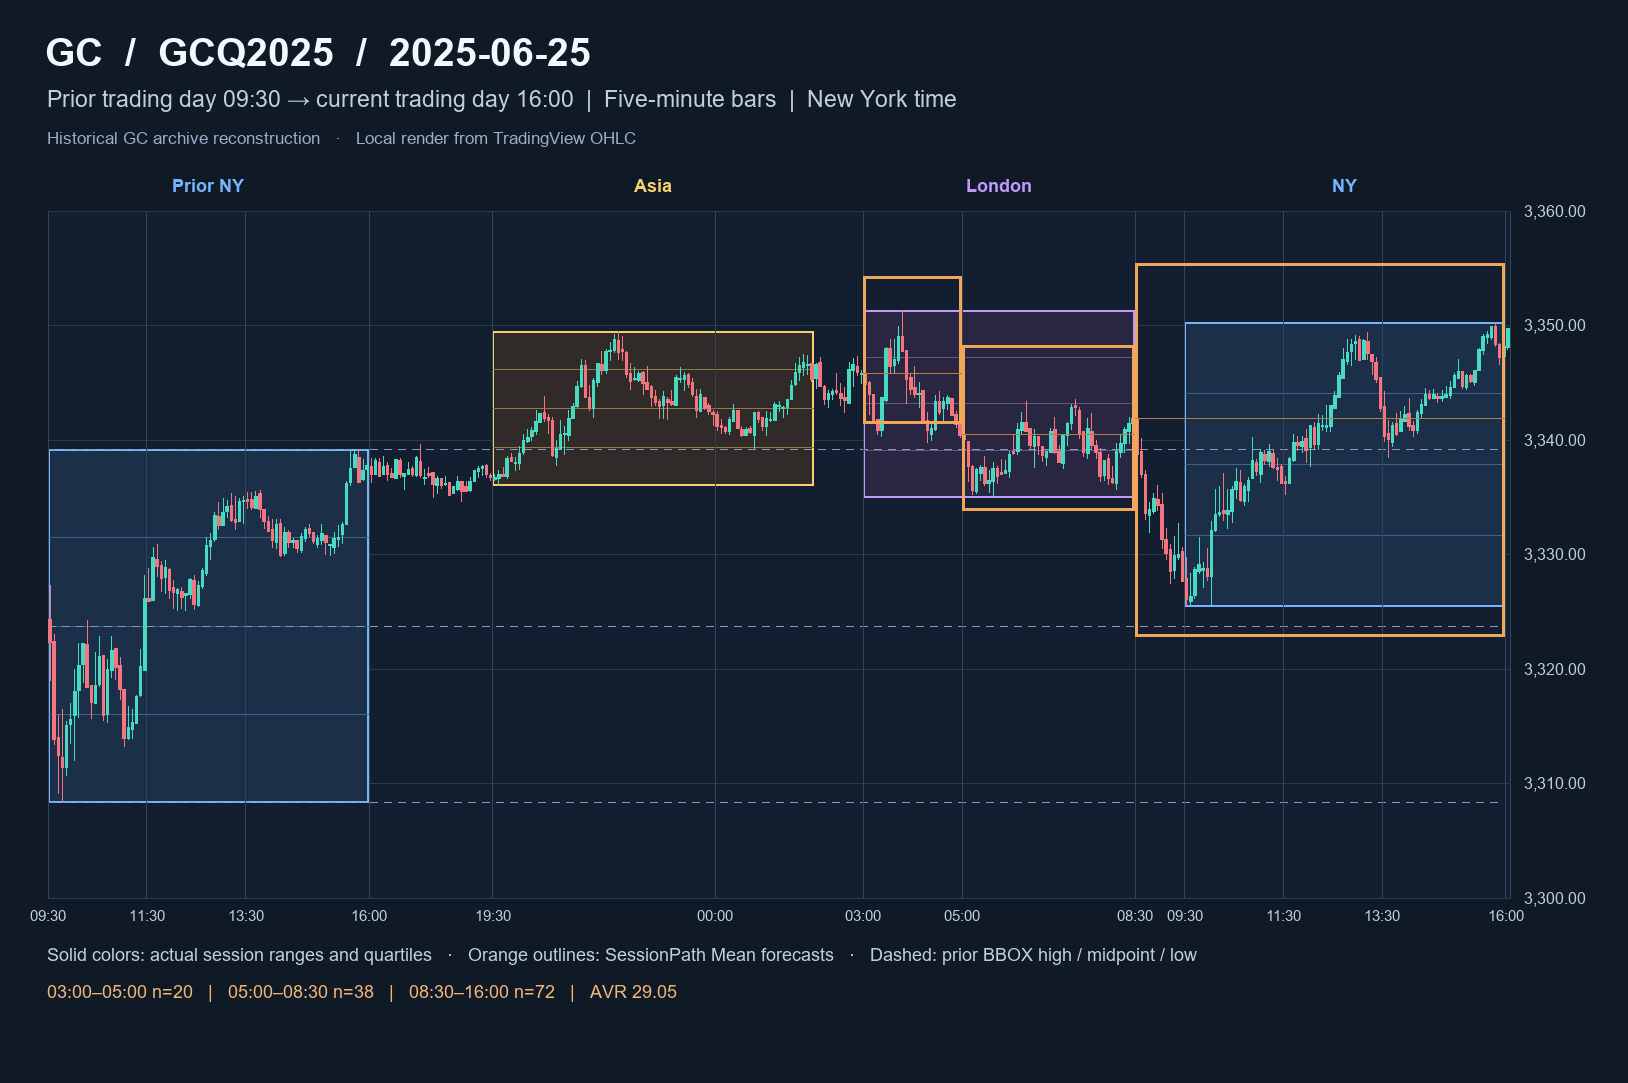 GC / GCQ2025 / 2025-06-25
Prior trading day 09:30 → current trading day 16:00 | Five-minute bars | New York time
Historical GC archive reconstruction · Local render from TradingView OHLC
Prior NY Asia London NY
3,360.00
3,350.00
3,340.00
3,330.00
3,320.00
3,310.00
3,300.00
09:30 11:30 13:30 16:00 19:30 00:00 03:00 05:00 08:30 09:30 11:30 13:30 16:00
Solid colors: actual session ranges and quartiles · Orange outlines: SessionPath Mean forecasts · Dashed: prior BBOX high / midpoint / low
03:00–05:00 n=20 | 05:00–08:30 n=38 | 08:30–16:00 n=72 | AVR 29.05